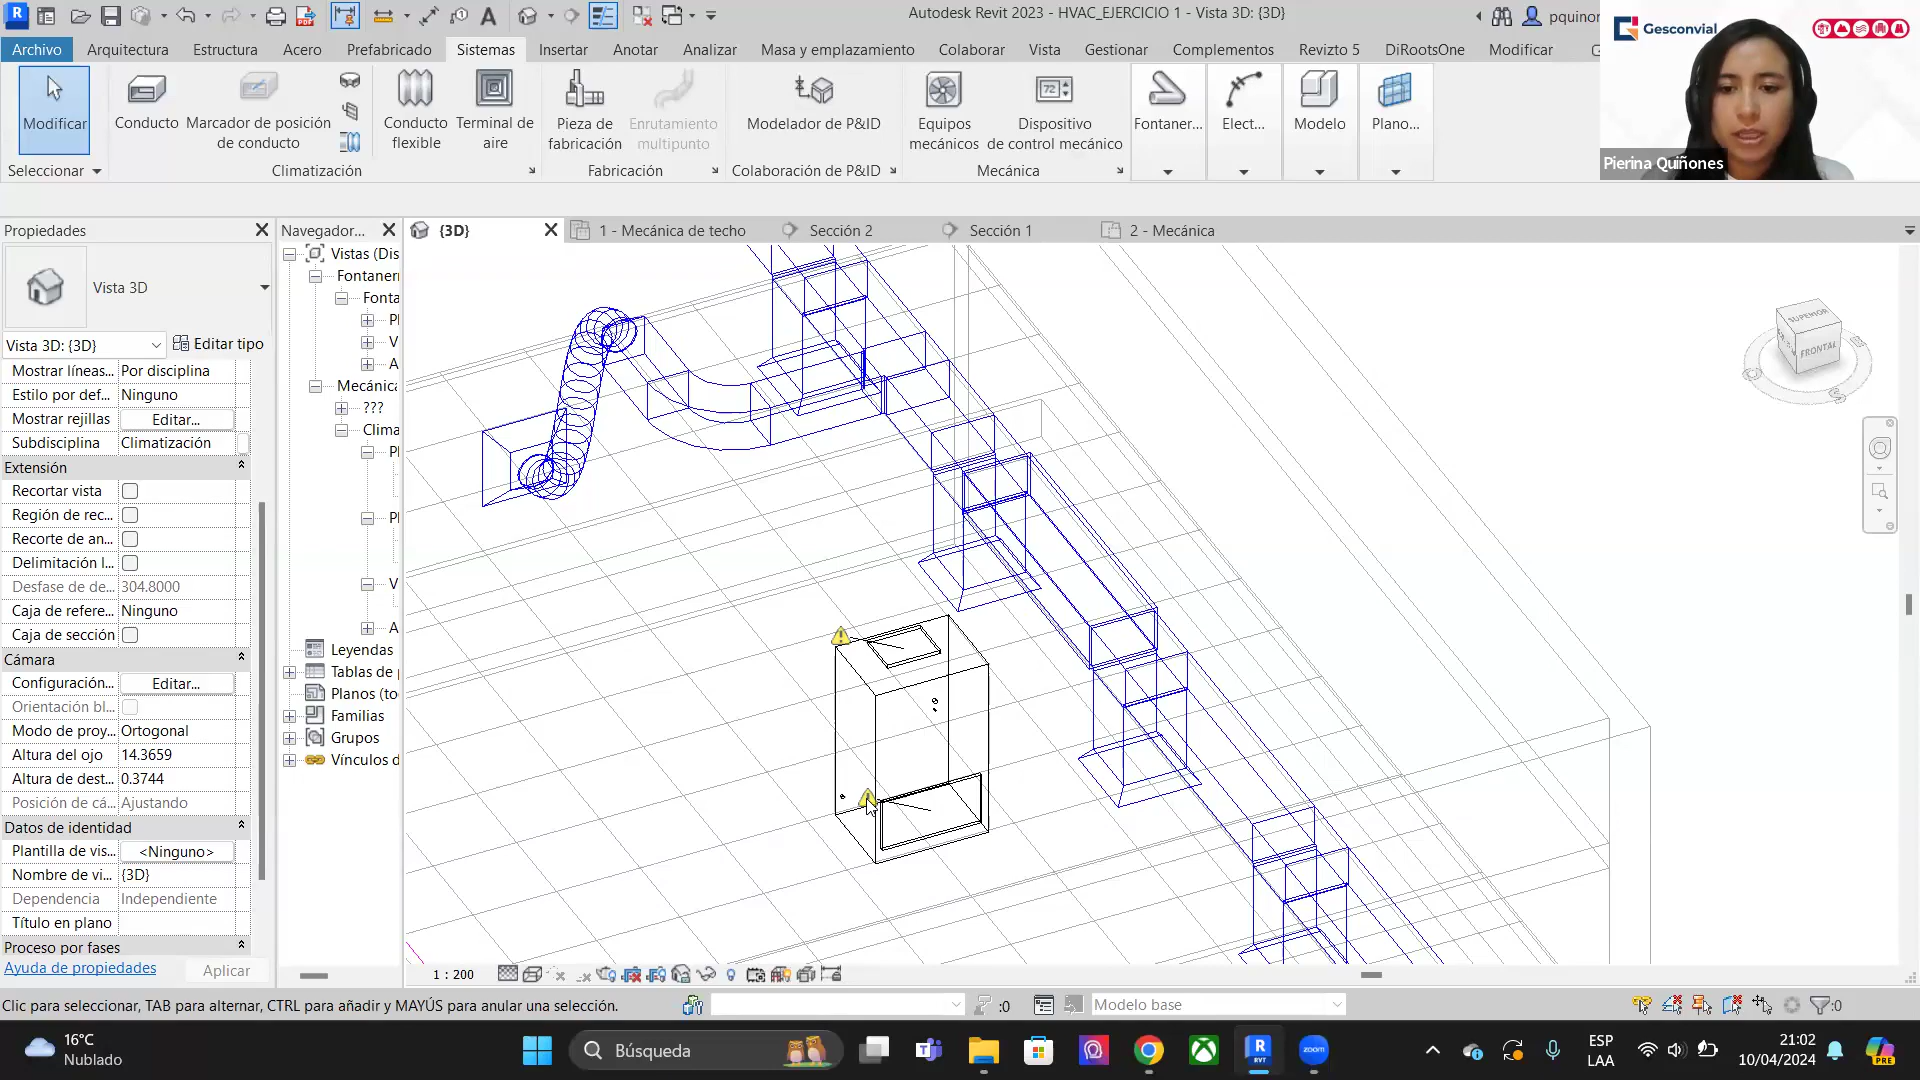 Autodesk Revit 2023 - HVAC_EJERCICIO 1 - Vista 3D: {3D}
pquinor
Gesconvial
Archivo
Arquitectura
Estructura
Acero
Prefabricado
Sistemas
Insertar
Anotar
Analizar
Masa y emplazamiento
Colaborar
Vista
Gestionar
Complementos
Revizto 5
DiRootsOne
Modificar
Modificar
Conducto
Marcador de posición
de conducto
Conducto
flexible
Terminal de
aire
Pieza de
fabricación
Enrutamiento
multipunto
Modelador de P&ID
Equipos
mecánicos
Dispositivo
de control mecánico
Fontaner...
Elect...
Modelo
Plano...
Pierina Quiñones
Seleccionar
Climatización
Fabricación
Colaboración de P&ID
Mecánica
Propiedades
Navegador...
{3D}
1 - Mecánica de techo
Sección 2
Sección 1
2 - Mecánica
Vista 3D
Vista 3D: {3D}
Editar tipo
Mostrar líneas...
Por disciplina
Estilo por def...
Ninguno
Mostrar rejillas
Editar...
Subdisciplina
Climatización
Extensión
Recortar vista
Región de rec...
Recorte de an...
Delimitación l...
Desfase de de...
304.8000
Caja de refere...
Ninguno
Caja de sección
Cámara
Configuración...
Editar...
Orientación bl...
Modo de proy...
Ortogonal
Altura del ojo
14.3659
Altura de dest...
0.3744
Posición de cá...
Ajustando
Datos de identidad
Plantilla de vis...
<Ninguno>
Nombre de vi...
{3D}
Dependencia
Independiente
Título en plano
Proceso por fases
Ayuda de propiedades
Aplicar
Vistas (Dis
Fontaner
Fonta
Pl
V
A
Mecánica
???
Clima
Pl
Pl
V
A
Leyendas
Tablas de
Planos (to
Familias
Grupos
Vínculos d
SUPERIOR
FRONTAL
1 : 200
Clic para seleccionar, TAB para alternar, CTRL para añadir y MAYÚS para anular una selección.
:0
Modelo base
:0
16°C
Nublado
Búsqueda
zoom
ESP
LAA
21:02
10/04/2024